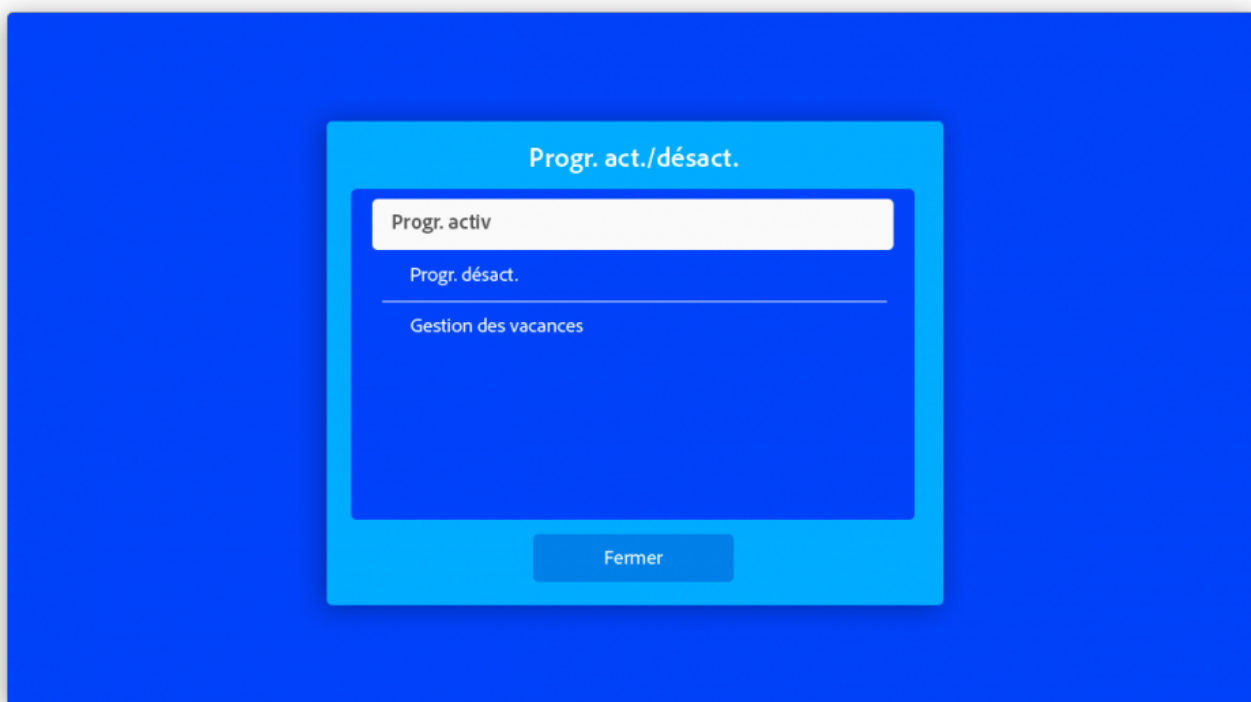 Progr. act./désact.
Progr. activ
Progr. désact.
Gestion des vacances
Fermer